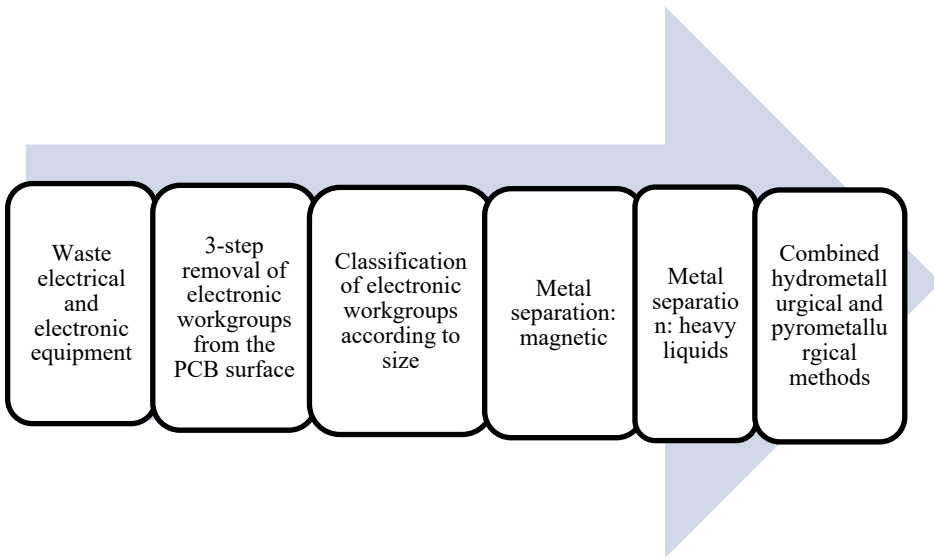 Waste
electrical
and
electronic
equipment
3-step
removal of
electronic
workgroups
from the
PCB surface
Classification
of electronic
workgroups
according to
size
Metal
separation:
magnetic
Metal
separatio
n: heavy
liquids
Combined
hydrometall
urgical and
pyrometallu
rgical
methods